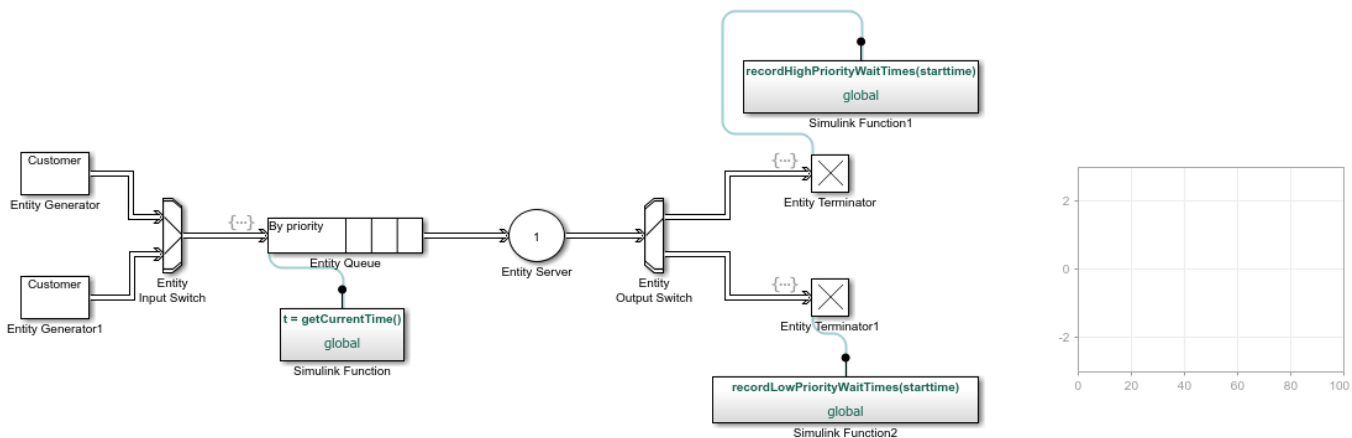 recordHighPriorityWaitTimes(starttime)
global
Simulink Function1
Customer
Entity Generator
{...}
Entity Terminator
{...}
By priority
Entity Queue
1
Entity Server
Entity
Input Switch
Entity
Output Switch
Customer
Entity Generator1
{...}
Entity Terminator1
t = getCurrentTime()
global
Simulink Function
recordLowPriorityWaitTimes(starttime)
global
Simulink Function2
2
0
-2
0 20 40 60 80 100